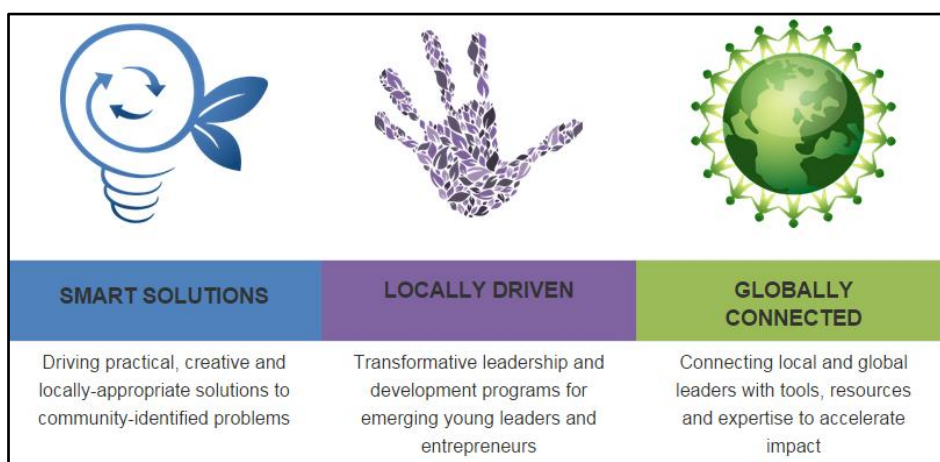 SMART SOLUTIONS
Driving practical, creative and
locally-appropriate solutions to
community-identified problems
LOCALLY DRIVEN
Transformative leadership and
development programs for
emerging young leaders and
entrepreneurs
GLOBALLY
CONNECTED
Connecting local and global
leaders with tools, resources
and expertise to accelerate
impact